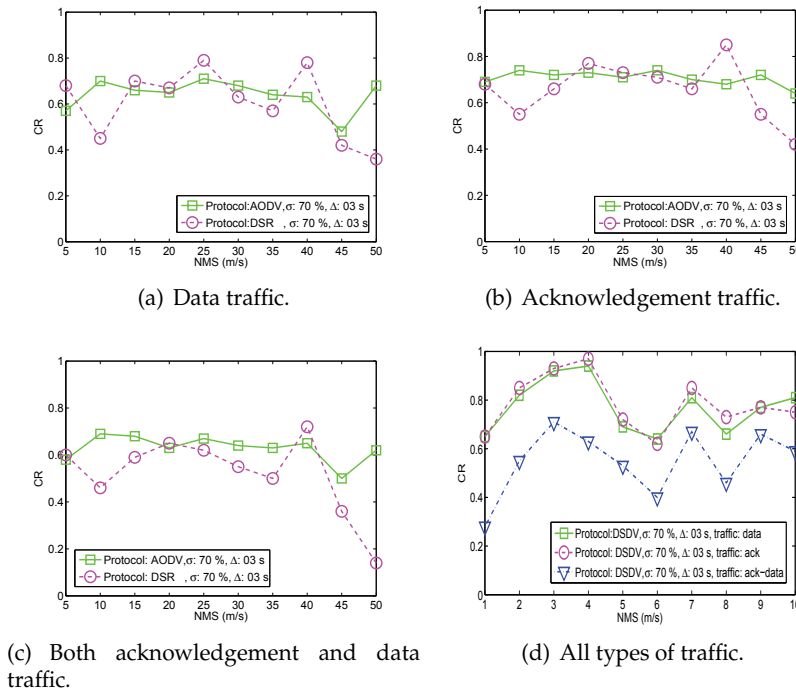 1
0.8
0.6
0.4
0.2
0
CR
5 10 15 20 25 30 35 40 45 50
NMS (m/s)
Protocol:AODV,σ: 70 %, Δ: 03 s
Protocol:DSR , σ: 70 %, Δ: 03 s
(a) Data traffic.
1
0.8
0.6
0.4
0.2
0
CR
5 10 15 20 25 30 35 40 45 50
NMS (m/s)
Protocol:AODV,σ: 70 %, Δ: 03 s
Protocol: DSR , σ: 70 %, Δ: 03 s
(b) Acknowledgement traffic.
1
0.8
0.6
0.4
0.2
0
CR
5 10 15 20 25 30 35 40 45 50
NMS (m/s)
Protocol: AODV,σ: 70 %, Δ: 03 s
Protocol: DSR , σ: 70 %, Δ: 03 s
(c) Both acknowledgement and data
traffic.
1
0.8
0.6
0.4
0.2
0
CR
1 2 3 4 5 6 7 8 9 10
NMS (m/s)
Protocol:DSDV,σ: 70 %, Δ: 03 s, traffic: data
Protocol: DSDV,σ: 70 %, Δ: 03 s, traffic: ack
Protocol: DSDV,σ: 70 %, Δ: 03 s, traffic: ack-data
(d) All types of traffic.